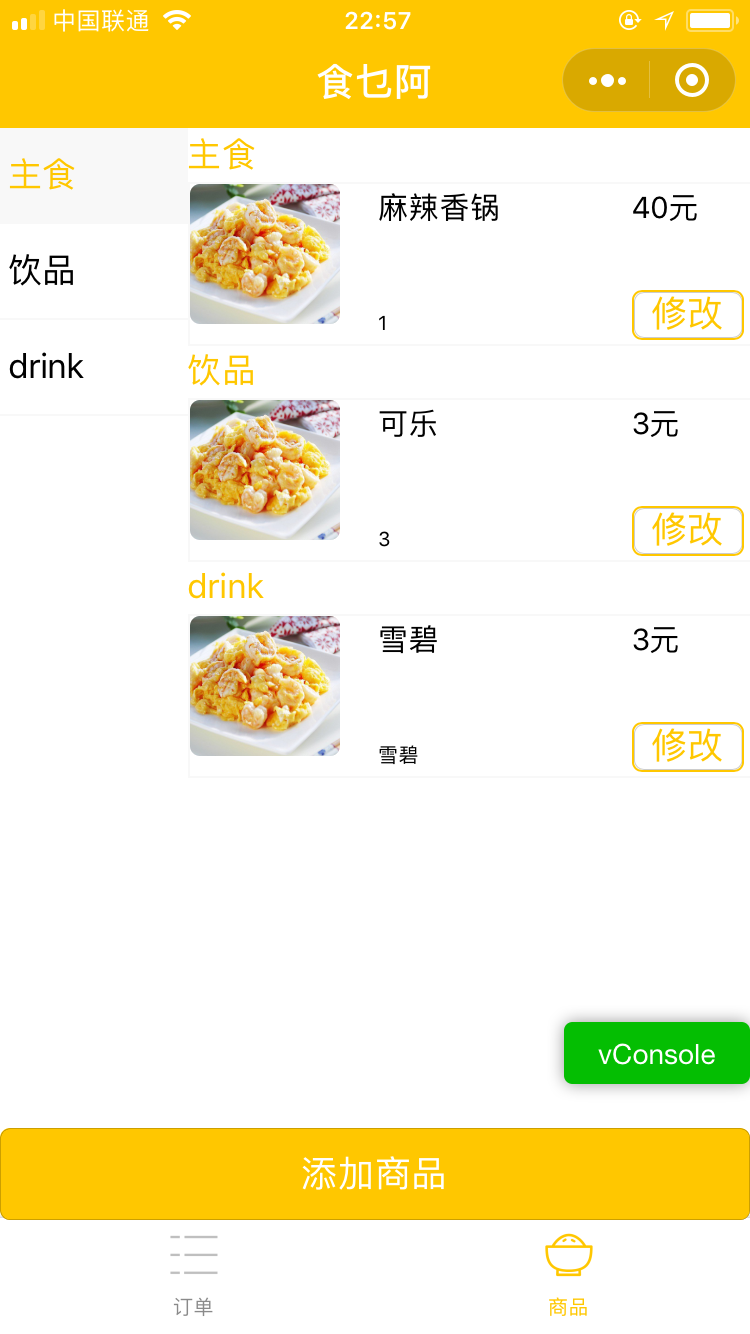 中国联通
22:57
食乜阿
主食
饮品
drink
主食
麻辣香锅
40元
1
修改
饮品
可乐
3元
3
修改
drink
雪碧
3元
雪碧
修改
vConsole
添加商品
订单
商品